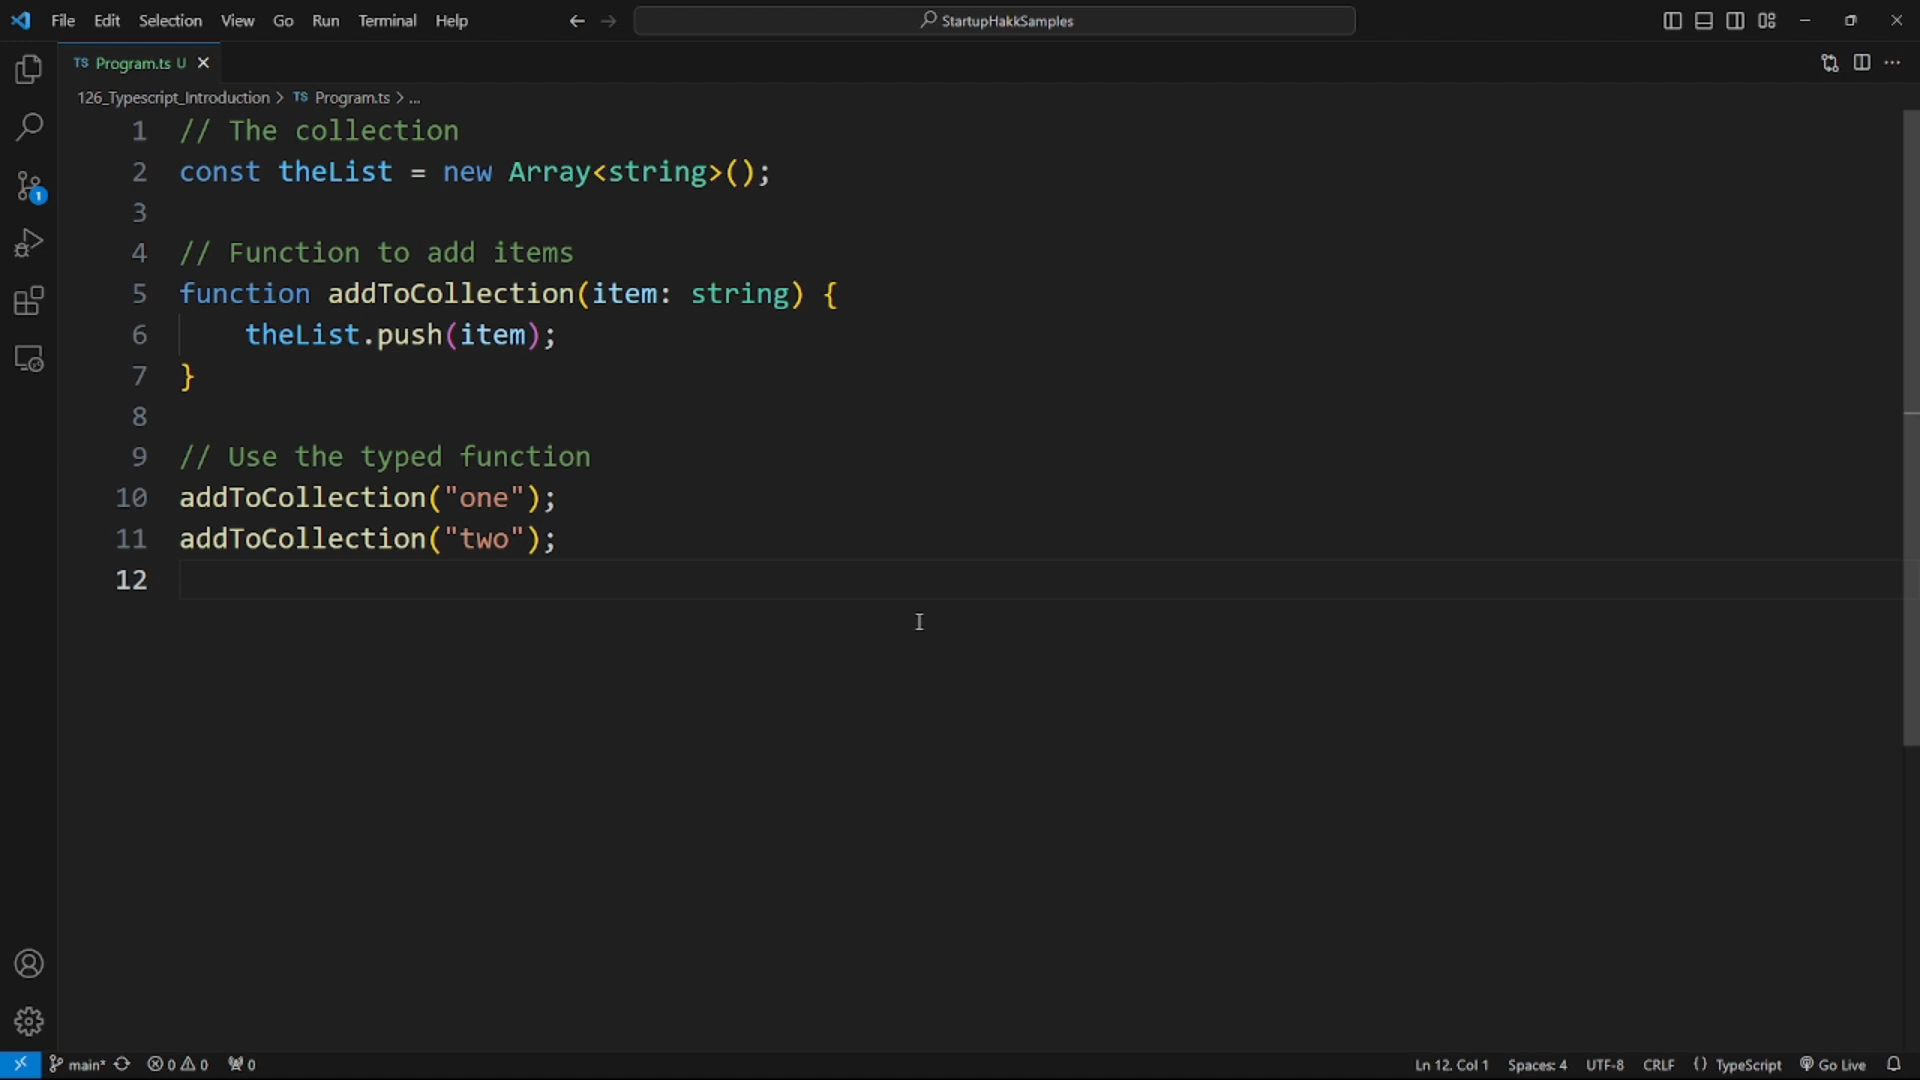 File Edit Selection View Go Run Terminal Help StartupHakkSamples
TS Program.ts U
126_Typescript_Introduction > TS Program.ts > ...
1 // The collection
2 const theList = new Array<string>();
3
4 // Function to add items
5 function addToCollection(item: string) {
6 theList.push(item);
7 }
8
9 // Use the typed function
10 addToCollection("one");
11 addToCollection("two");
12
1
main* 0 0 0 Ln 12, Col 1 Spaces: 4 UTF-8 CRLF {} TypeScript Go Live